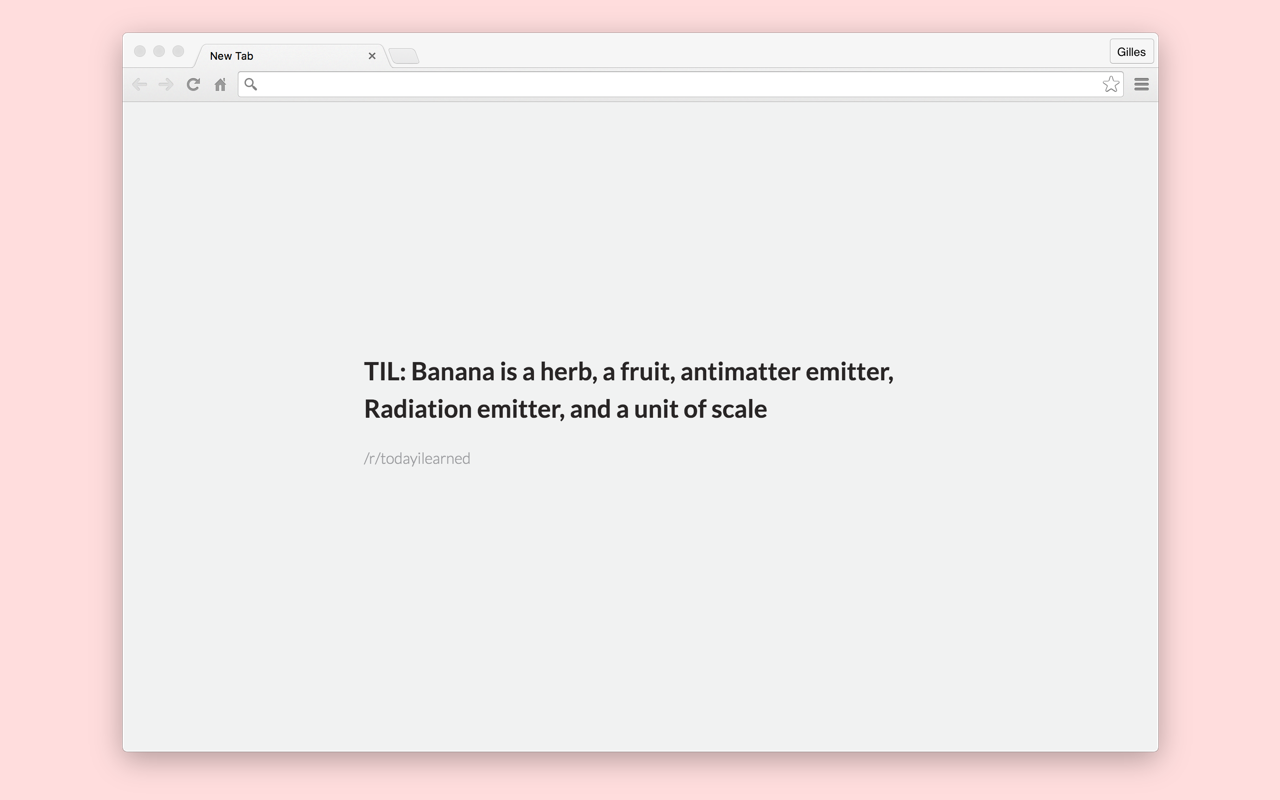 New Tab
Gilles
TIL: Banana is a herb, a fruit, antimatter emitter,
Radiation emitter, and a unit of scale
/r/todayilearned